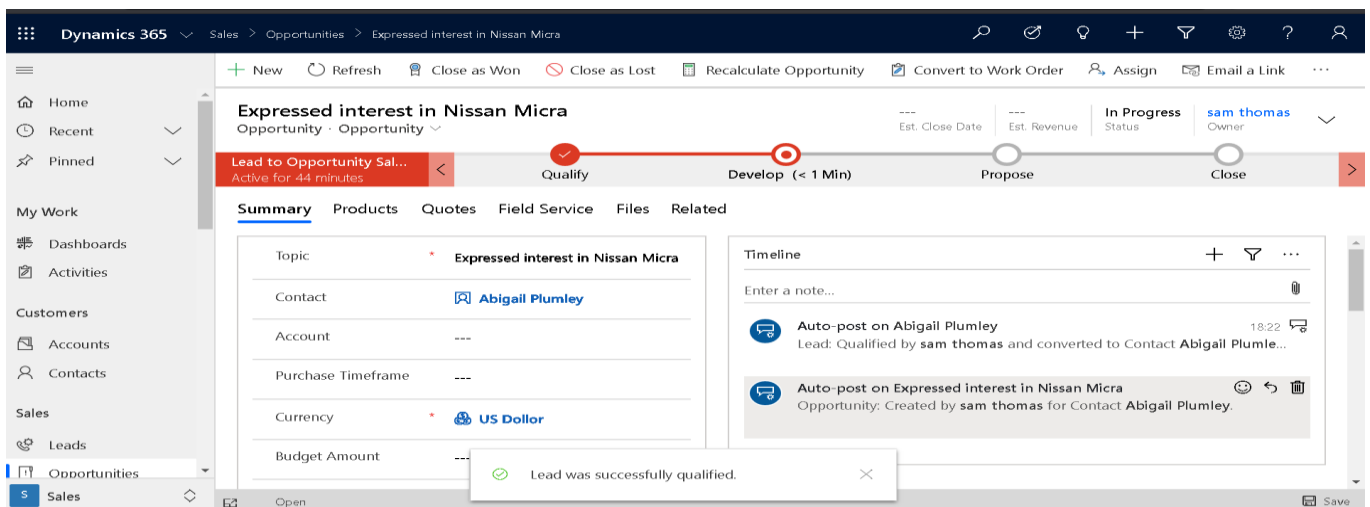 Dynamics 365 Sales > Opportunities > Expressed interest in Nissan Micra
+ New Refresh Close as Won Close as Lost Recalculate Opportunity Convert to Work Order Assign Email a Link ...
Home
Recent
Pinned
My Work
Dashboards
Activities
Customers
Accounts
Contacts
Sales
Leads
Opportunities
S Sales
Expressed interest in Nissan Micra
Opportunity · Opportunity
--- Est. Close Date
--- Est. Revenue
In Progress Status
sam thomas Owner
Lead to Opportunity Sal...
Active for 44 minutes
< Qualify Develop (< 1 Min) Propose Close >
Summary Products Quotes Field Service Files Related
Topic * Expressed interest in Nissan Micra
Contact Abigail Plumley
Account ---
Purchase Timeframe ---
Currency * US Dollor
Budget Amount ---
Timeline + ...
Enter a note...
Auto-post on Abigail Plumley 18:22
Lead: Qualified by sam thomas and converted to Contact Abigail Plumle...
Auto-post on Expressed interest in Nissan Micra
Opportunity: Created by sam thomas for Contact Abigail Plumley.
Lead was successfully qualified.
Open Save